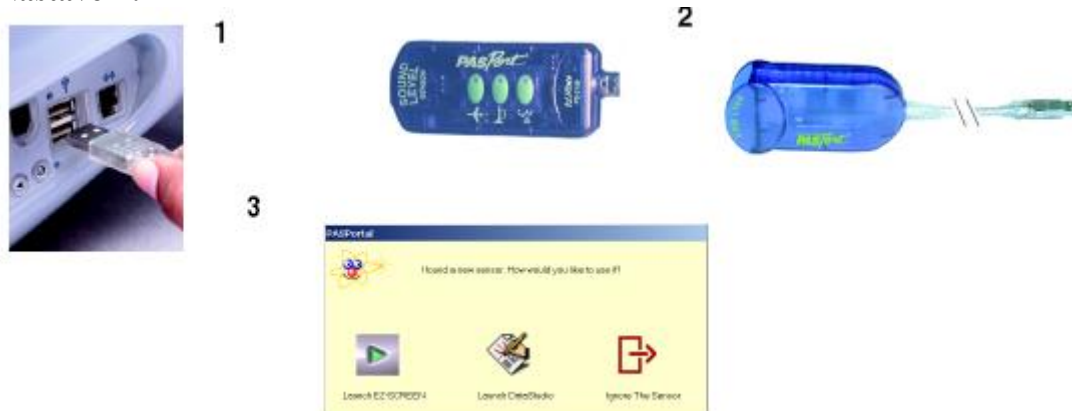 1
2
PASPort
SOUND
LEVEL
SENSOR
PASPort
3
PASPortal
I found a new sensor. How would you like to use it?
Launch EZ-SCREEN
Launch DataStudio
Ignore The Sensor